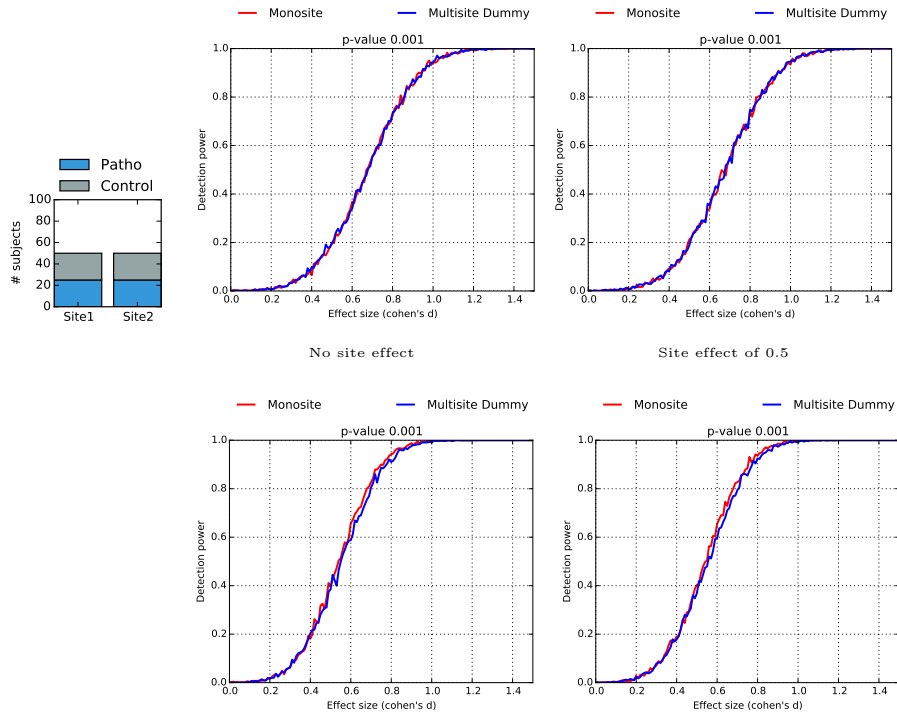 Monosite Multisite Dummy
p-value 0.001
1.0
0.8
0.6
0.4
0.2
0.0
Detection power
0.0 0.2 0.4 0.6 0.8 1.0 1.2 1.4
Effect size (cohen's d)
Monosite Multisite Dummy
p-value 0.001
1.0
0.8
0.6
0.4
0.2
0.0
Detection power
0.0 0.2 0.4 0.6 0.8 1.0 1.2 1.4
Effect size (cohen's d)
Patho
Control
100
80
60
40
20
0
# subjects
Site1 Site2
No site effect
Site effect of 0.5
Monosite Multisite Dummy
p-value 0.001
1.0
0.8
0.6
0.4
0.2
0.0
Detection power
0.0 0.2 0.4 0.6 0.8 1.0 1.2 1.4
Effect size (cohen's d)
Monosite Multisite Dummy
p-value 0.001
1.0
0.8
0.6
0.4
0.2
0.0
Detection power
0.0 0.2 0.4 0.6 0.8 1.0 1.2 1.4
Effect size (cohen's d)